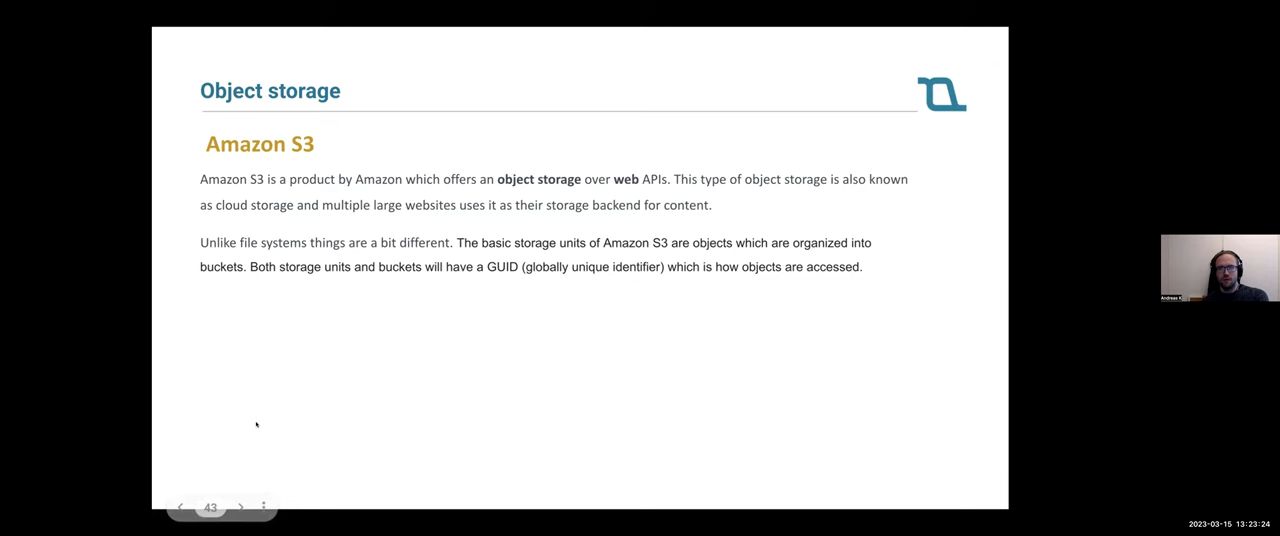 Object storage
Amazon S3
Amazon S3 is a product by Amazon which offers an object storage over web APIs. This type of object storage is also known
as cloud storage and multiple large websites uses it as their storage backend for content.
Unlike file systems things are a bit different. The basic storage units of Amazon S3 are objects which are organized into
buckets. Both storage units and buckets will have a GUID (globally unique identifier) which is how objects are accessed.
43
Andreas K
2023-03-15 13:23:24